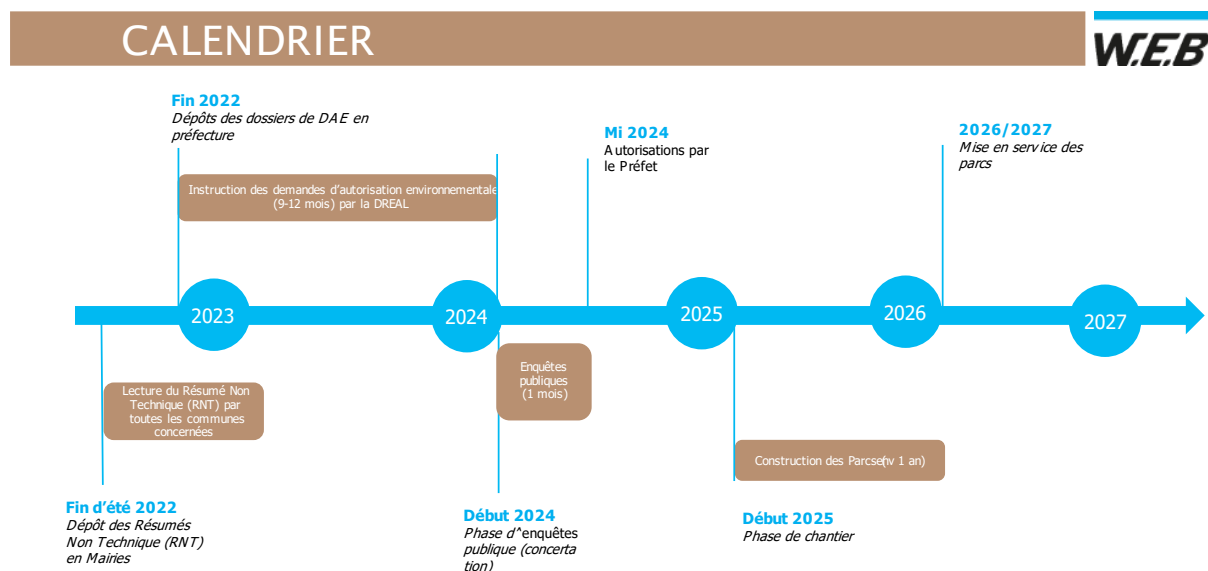 CALENDRIER
W.E.B
Fin 2022
Dépôts des dossiers de DAE en
préfecture
Mi 2024
Autorisations par
le Préfet
2026/2027
Mise en service des
parcs
Instruction des demandes d'autorisation environnementale
(9-12 mois) par la DREAL
2023
2024
2025
2026
2027
Lecture du Résumé Non
Technique (RNT) par
toutes les communes
concernées
Enquêtes
publiques
(1 mois)
Construction des Parcs(env 1 an)
Fin d'été 2022
Dépôt des Résumés
Non Technique (RNT)
en Mairies
Début 2024
Phase d'^enquêtes
publique (concerta
tion)
Début 2025
Phase de chantier